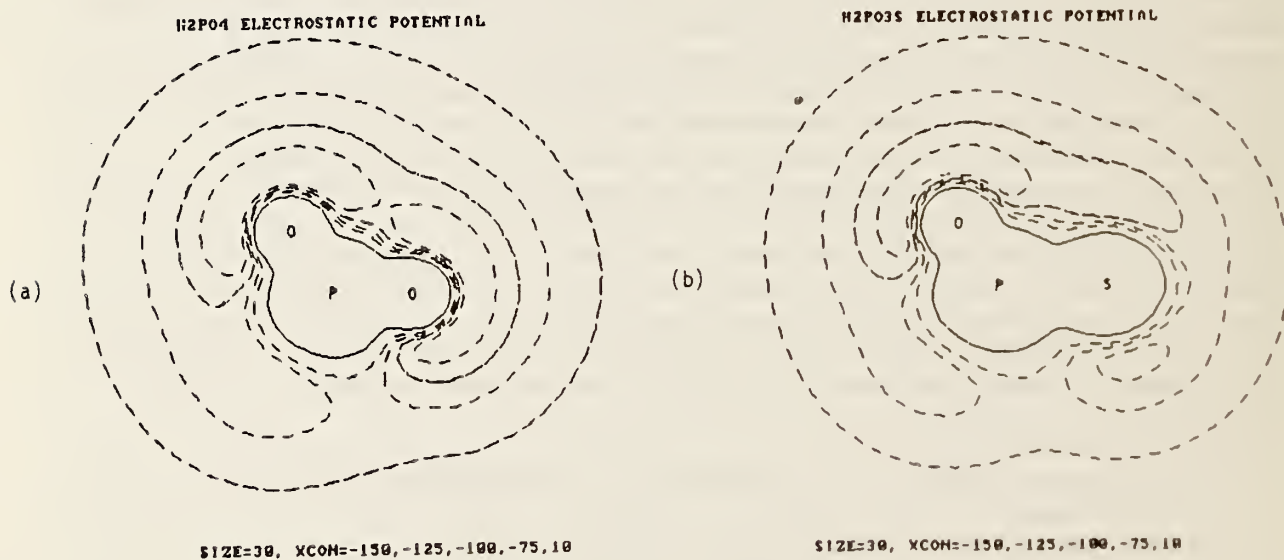 H2PO4 ELECTROSTATIC POTENTIAL
O
P
O
(a)
SIZE=30, XCON=-150,-125,-100,-75,10
H2PO3S ELECTROSTATIC POTENTIAL
O
P
S
(b)
SIZE=30, XCON=-150,-125,-100,-75,10